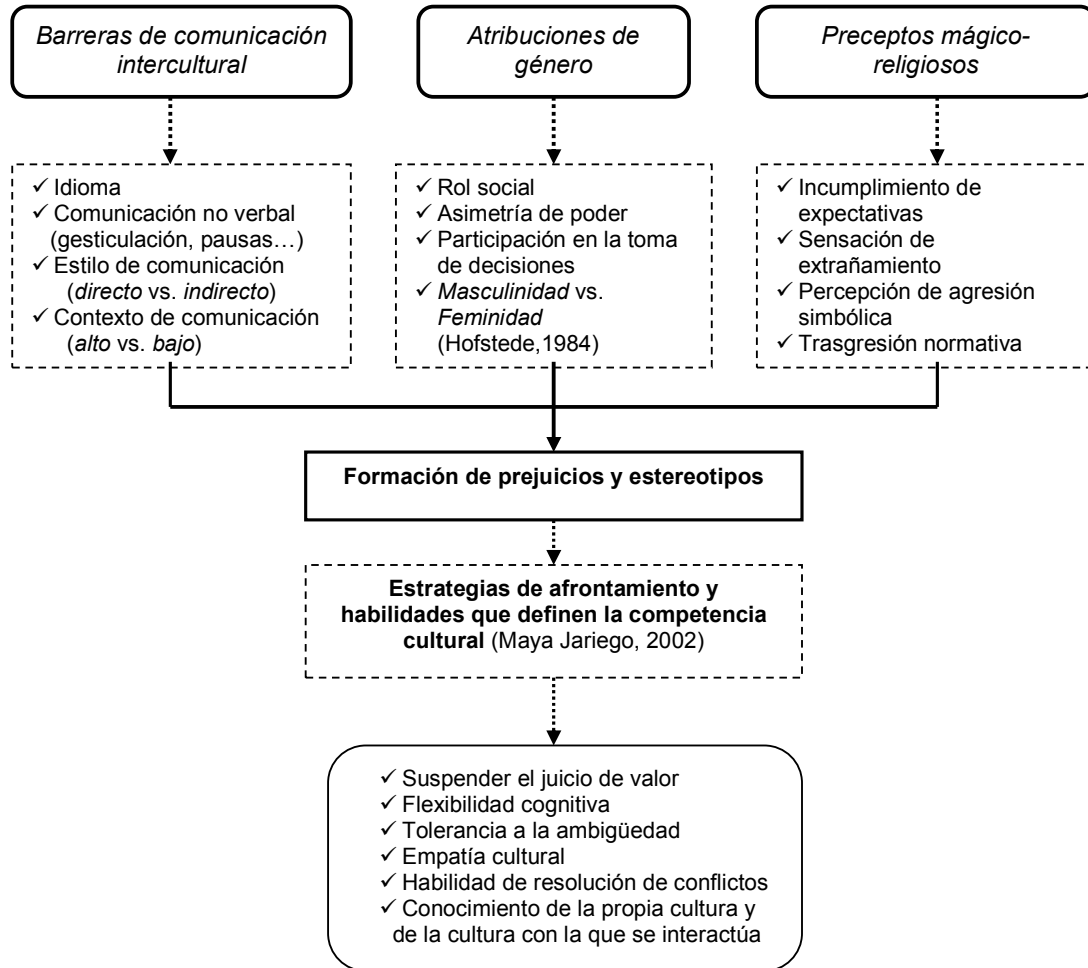 Barreras de comunicación
intercultural
Atribuciones de
género
Preceptos mágico-
religiosos
✓ Idioma
✓ Comunicación no verbal
(gesticulación, pausas…)
✓ Estilo de comunicación
(directo vs. indirecto)
✓ Contexto de comunicación
(alto vs. bajo)
✓ Rol social
✓ Asimetría de poder
✓ Participación en la toma
de decisiones
✓ Masculinidad vs.
Feminidad
(Hofstede,1984)
✓ Incumplimiento de
expectativas
✓ Sensación de
extrañamiento
✓ Percepción de agresión
simbólica
✓ Trasgresión normativa
Formación de prejuicios y estereotipos
Estrategias de afrontamiento y
habilidades que definen la competencia
cultural (Maya Jariego, 2002)
✓ Suspender el juicio de valor
✓ Flexibilidad cognitiva
✓ Tolerancia a la ambigüedad
✓ Empatía cultural
✓ Habilidad de resolución de conflictos
✓ Conocimiento de la propia cultura y
de la cultura con la que se interactúa